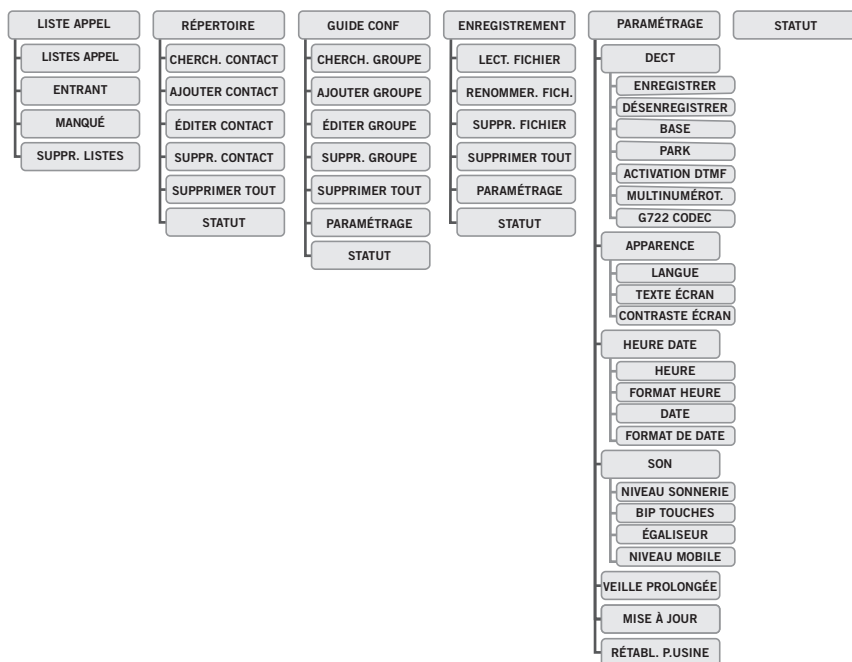 LISTE APPEL
LISTES APPEL
ENTRANT
MANQUÉ
SUPPR. LISTES
RÉPERTOIRE
CHERCH. CONTACT
AJOUTER CONTACT
ÉDITER CONTACT
SUPPR. CONTACT
SUPPRIMER TOUT
STATUT
GUIDE CONF
CHERCH. GROUPE
AJOUTER GROUPE
ÉDITER GROUPE
SUPPR. GROUPE
SUPPRIMER TOUT
PARAMÉTRAGE
STATUT
ENREGISTREMENT
LECT. FICHIER
RENOMMER. FICH.
SUPPR. FICHIER
SUPPRIMER TOUT
PARAMÉTRAGE
STATUT
PARAMÉTRAGE
DECT
ENREGISTRER
DÉSENREGISTRER
BASE
PARK
ACTIVATION DTMF
MULTINUMÉROT.
G722 CODEC
APPARENCE
LANGUE
TEXTE ÉCRAN
CONTRASTE ÉCRAN
HEURE DATE
HEURE
FORMAT HEURE
DATE
FORMAT DE DATE
SON
NIVEAU SONNERIE
BIP TOUCHES
ÉGALISEUR
NIVEAU MOBILE
VEILLE PROLONGÉE
MISE À JOUR
RÉTABL. P.USINE
STATUT